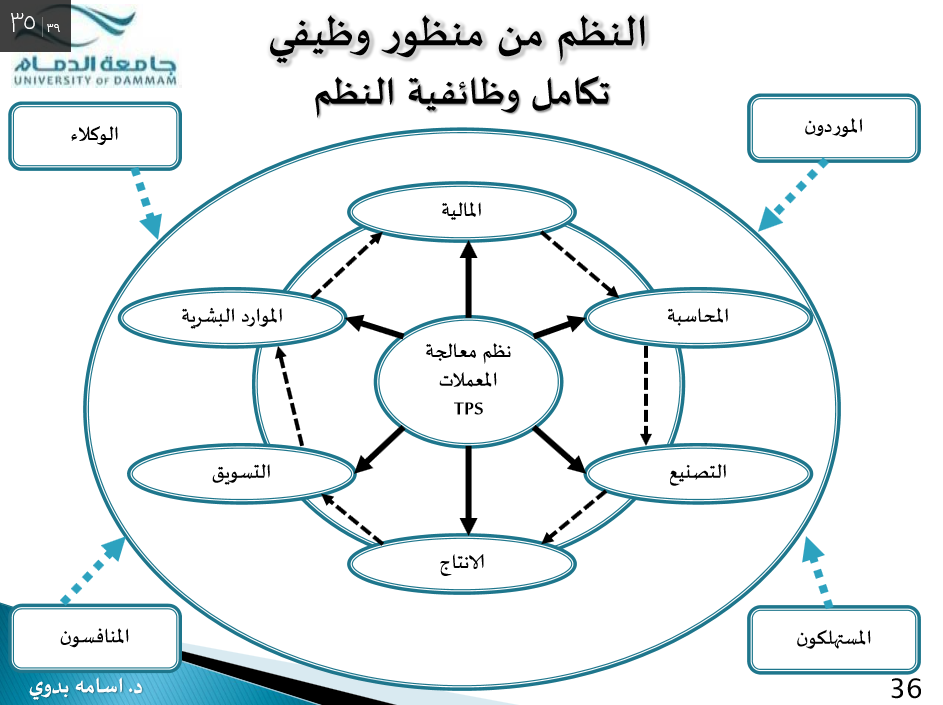 ٣٥ | ٣٩
جامعة الدمام
UNIVERSITY OF DAMMAM
النظم من منظور وظيفي
تكامل وظائفية النظم
الموردون
الوكلاء
المالية
المحاسبة
الموارد البشرية
نظم معالجة
المعملات
TPS
التصنيع
التسويق
الانتاج
المستهلكون
المنافسون
د. اسامه بدوي
36